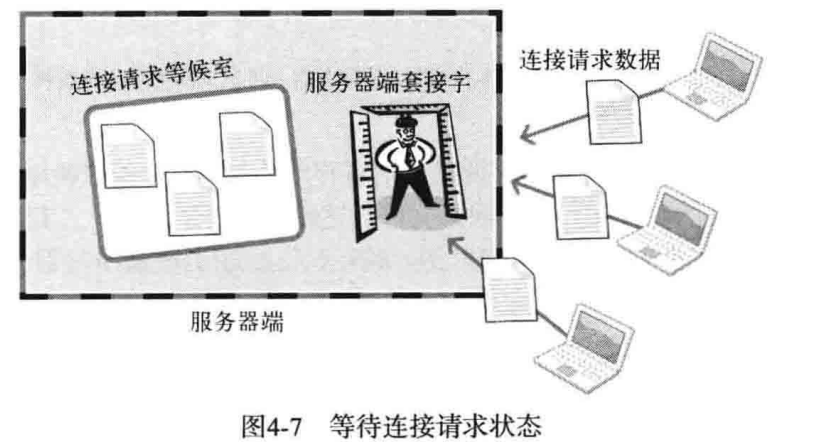 连接请求等候室
服务器端套接字
连接请求数据
服务器端
图4-7 等待连接请求状态